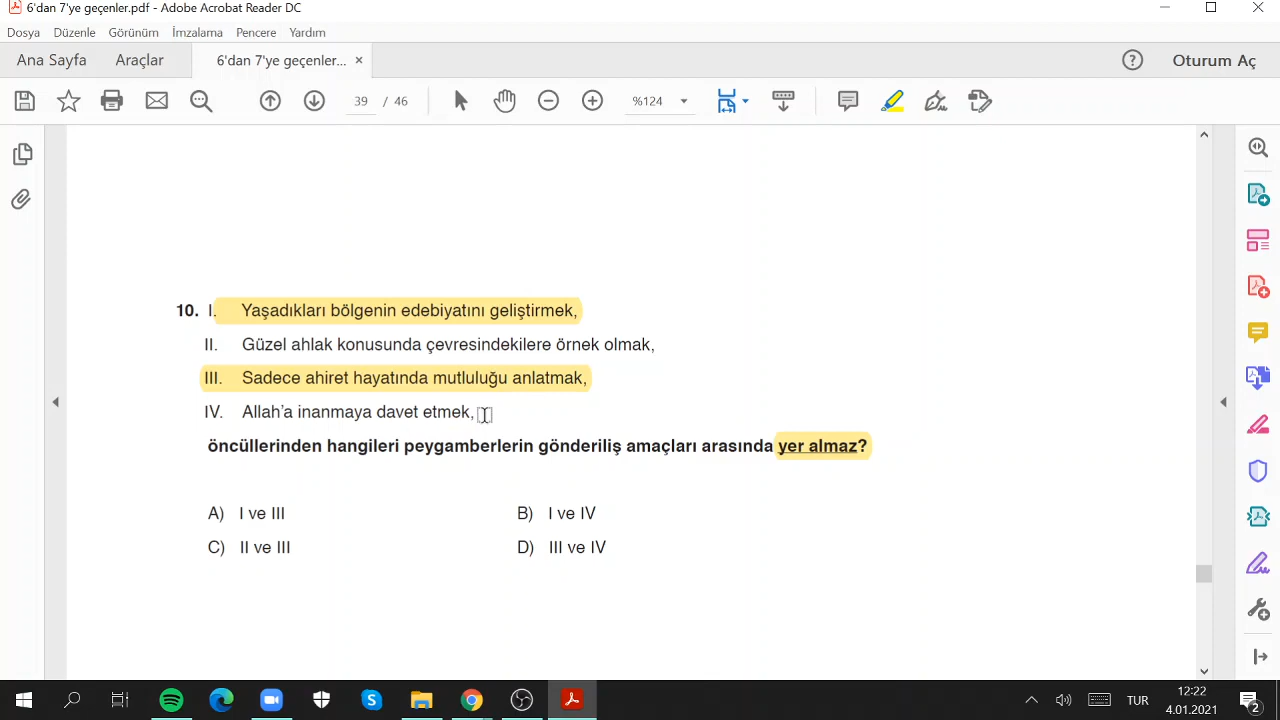 6'dan 7'ye geçenler.pdf - Adobe Acrobat Reader DC
Dosya Düzenle Görünüm İmzalama Pencere Yardım
Ana Sayfa Araçlar 6'dan 7'ye geçenler... × ? Oturum Aç
39 / 46 %124
10. I. Yaşadıkları bölgenin edebiyatını geliştirmek,
II. Güzel ahlak konusunda çevresindekilere örnek olmak,
III. Sadece ahiret hayatında mutluluğu anlatmak,
IV. Allah'a inanmaya davet etmek,
öncüllerinden hangileri peygamberlerin gönderiliş amaçları arasında yer almaz?
A) I ve III B) I ve IV
C) II ve III D) III ve IV
TUR 12:22
4.01.2021 2